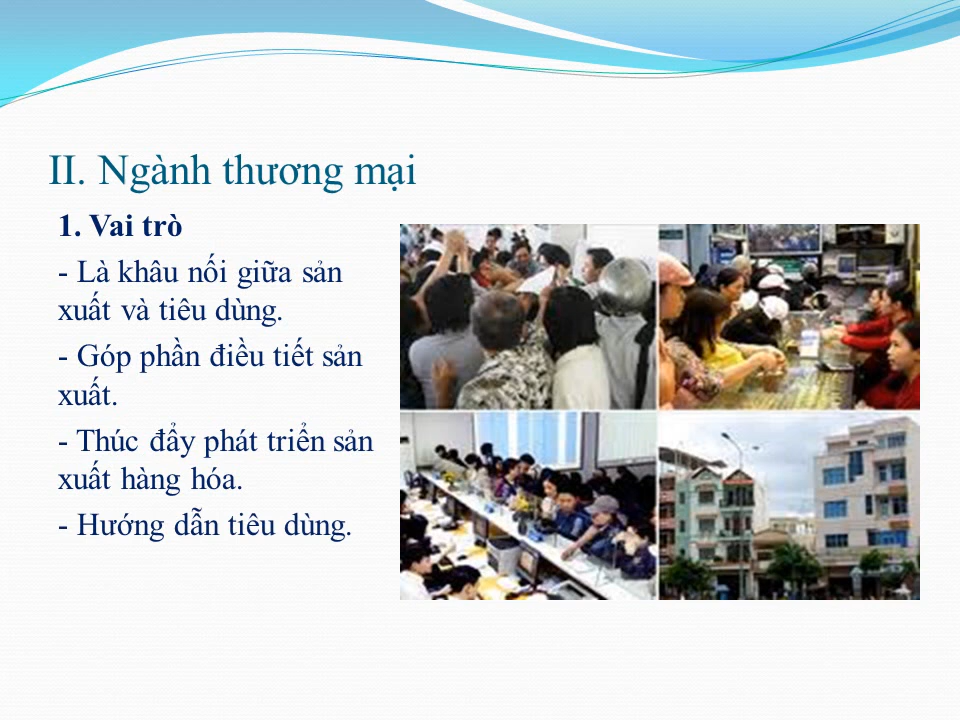 II. Ngành thương mại
1. Vai trò
- Là khâu nối giữa sản
xuất và tiêu dùng.
- Góp phần điều tiết sản
xuất.
- Thúc đẩy phát triển sản
xuất hàng hóa.
- Hướng dẫn tiêu dùng.